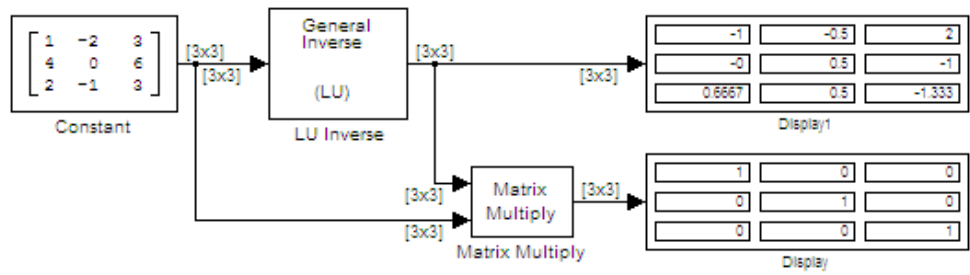 1 -2 3
4 0 6
2 -1 3
Constant
[3x3]
[3x3]
General
Inverse
(LU)
LU Inverse
[3x3]
[3x3]
-1 -0.5 2
-0 0.5 -1
0.6667 0.5 -1.333
Display1
[3x3]
[3x3]
Matrix
Multiply
Matrix Multiply
[3x3]
1 0 0
0 1 0
0 0 1
Display